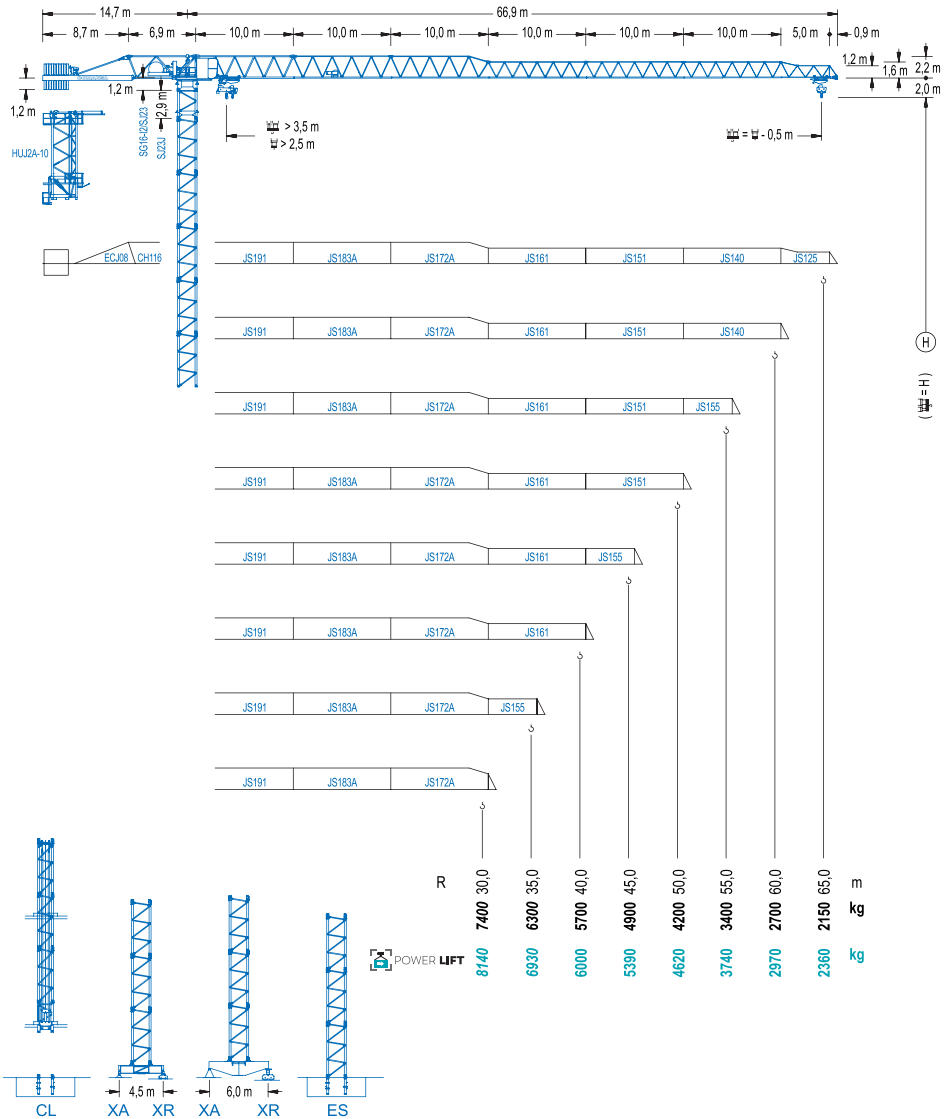 14,7 m
66,9 m
8,7 m
6,9 m
10,0 m
10,0 m
10,0 m
10,0 m
10,0 m
10,0 m
5,0 m
0,9 m
1,2 m
1,6 m
2,2 m
2,0 m
1,2 m
1,2 m
2,9 m
SG16-I2/SJ23
SJ23J
> 3,5 m
> 2,5 m
= - 0,5 m
HUJ2A-10
ECJ08 CH116 JS191 JS183A JS172A JS161 JS151 JS140 JS125
JS191 JS183A JS172A JS161 JS151 JS140
H
( H = )
JS191 JS183A JS172A JS161 JS151 JS155
JS191 JS183A JS172A JS161 JS151
JS191 JS183A JS172A JS161 JS155
JS191 JS183A JS172A JS161
JS191 JS183A JS172A JS155
JS191 JS183A JS172A
R 30,0 35,0 40,0 45,0 50,0 55,0 60,0 65,0 m
7400 6300 5700 4900 4200 3400 2700 2150 kg
POWER LIFT 8140 6930 6000 5390 4620 3740 2970 2360 kg
4,5 m
6,0 m
CL XA XR XA XR ES